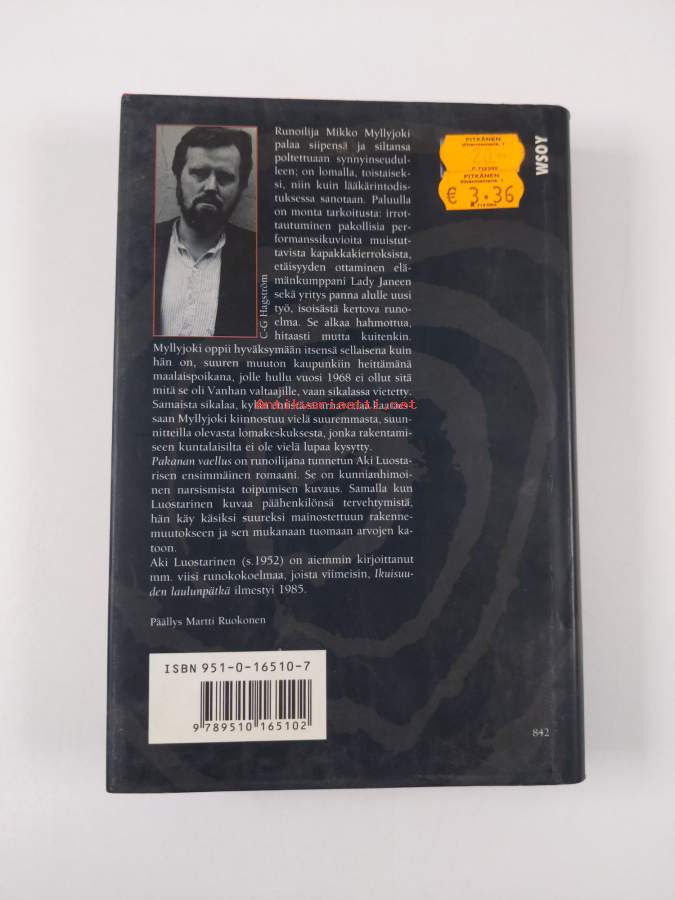 Runoilija Mikko Myllyjoki
palaa siipensä ja siltansa
poltettuaan synnyinseudul-
leen; on lomalla, toistaisek-
si, niin kuin lääkärintodis-
tuksessa sanotaan. Paluulla
on monta tarkoitusta: irrot-
tautuminen pakollisia per-
formanssikuvioita muistut-
tavista kapakkakierroksista,
etäisyyden ottaminen elä-
mänkumppani Lady Janeen
sekä yritys panna alulle uusi
työ, isoisästä kertova runo-
elma. Se alkaa hahmottua,
hitaasti mutta kuitenkin.
C-G Hagström
Myllyjoki oppii hyväksymään itsensä sellaisena kuin
hän on, suuren muuton kaupunkiin heittämänä
maalaispoikana, jolle hullu vuosi 1968 ei ollut sitä
mitä se oli Vanhan valtaajille, vaan sikalassa vietetty.
Samaista sikalaa,
Antikvariaatti.net
saan Myllyjoki kiinnostuu vielä suuremmasta, suun-
nitteilla olevasta lomakeskuksesta, jonka rakentami-
seen kuntalaisilta ei ole vielä lupaa kysytty.
Pakanan vaellus on runoilijana tunnetun Aki Luosta-
risen ensimmäinen romaani. Se on kunnianhimoi-
nen narsismista toipumisen kuvaus. Samalla kun
Luostarinen kuvaa päähenkilönsä tervehtymistä,
hän käy käsiksi suureksi mainostettuun rakenne-
muutokseen ja sen mukanaan tuomaan arvojen ka-
toon.
Aki Luostarinen (s.1952) on aiemmin kirjoittanut
mm. viisi runokokoelmaa, joista viimeisin, Ikuisuu-
den laulunpätkä ilmestyi 1985.
Päällys Martti Ruokonen
ISBN 951-0-16510-7
9 789510 165102
842
WSOY
PITKÄNEN
PITKÄNEN
€ 3.36